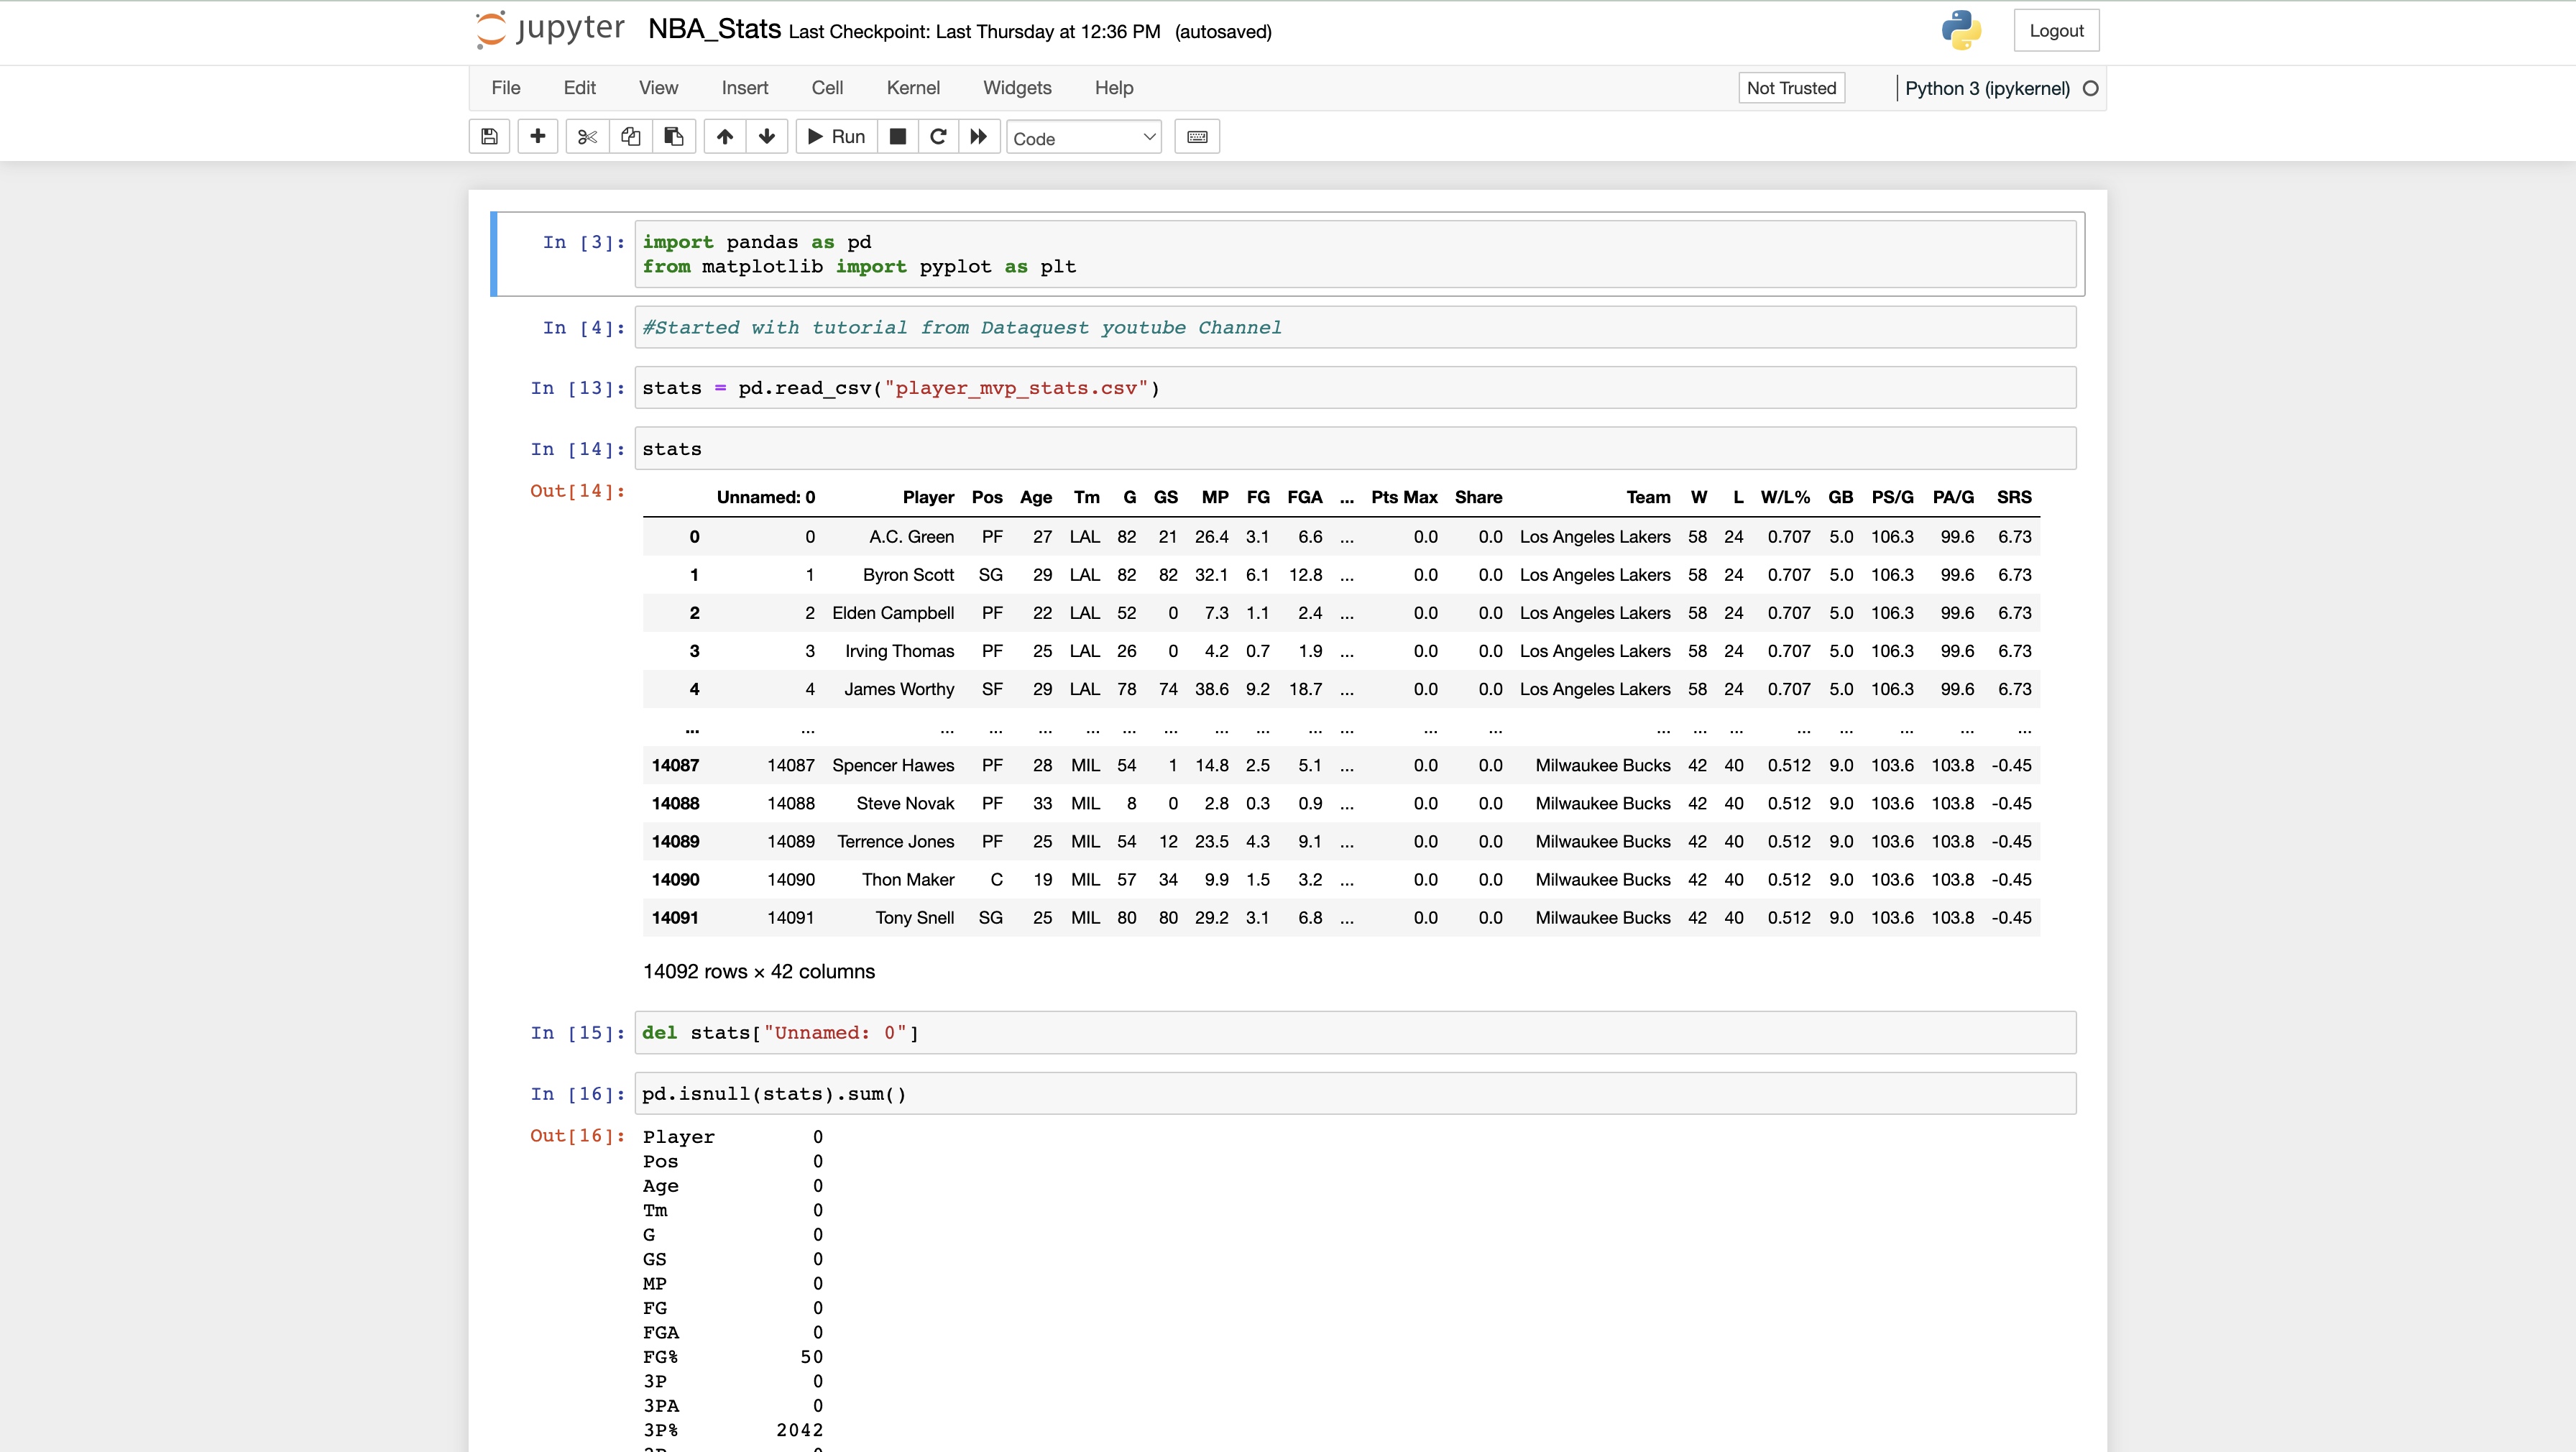 jupyter NBA_Stats Last Checkpoint: Last Thursday at 12:36 PM (autosaved) Logout
File Edit View Insert Cell Kernel Widgets Help Not Trusted Python 3 (ipykernel)
Run Code
In [3]: import pandas as pd
from matplotlib import pyplot as plt
In [4]: #Started with tutorial from Dataquest youtube Channel
In [13]: stats = pd.read_csv("player_mvp_stats.csv")
In [14]: stats
Out[14]: Unnamed: 0 Player Pos Age Tm G GS MP FG FGA ... Pts Max Share Team W L W/L% GB PS/G PA/G SRS
0 0 A.C. Green PF 27 LAL 82 21 26.4 3.1 6.6 ... 0.0 0.0 Los Angeles Lakers 58 24 0.707 5.0 106.3 99.6 6.73
1 1 Byron Scott SG 29 LAL 82 82 32.1 6.1 12.8 ... 0.0 0.0 Los Angeles Lakers 58 24 0.707 5.0 106.3 99.6 6.73
2 2 Elden Campbell PF 22 LAL 52 0 7.3 1.1 2.4 ... 0.0 0.0 Los Angeles Lakers 58 24 0.707 5.0 106.3 99.6 6.73
3 3 Irving Thomas PF 25 LAL 26 0 4.2 0.7 1.9 ... 0.0 0.0 Los Angeles Lakers 58 24 0.707 5.0 106.3 99.6 6.73
4 4 James Worthy SF 29 LAL 78 74 38.6 9.2 18.7 ... 0.0 0.0 Los Angeles Lakers 58 24 0.707 5.0 106.3 99.6 6.73
... ... ... ... ... ... ... ... ... ... ... ... ... ... ... ... ... ... ... ... ... ...
14087 14087 Spencer Hawes PF 28 MIL 54 1 14.8 2.5 5.1 ... 0.0 0.0 Milwaukee Bucks 42 40 0.512 9.0 103.6 103.8 -0.45
14088 14088 Steve Novak PF 33 MIL 8 0 2.8 0.3 0.9 ... 0.0 0.0 Milwaukee Bucks 42 40 0.512 9.0 103.6 103.8 -0.45
14089 14089 Terrence Jones PF 25 MIL 54 12 23.5 4.3 9.1 ... 0.0 0.0 Milwaukee Bucks 42 40 0.512 9.0 103.6 103.8 -0.45
14090 14090 Thon Maker C 19 MIL 57 34 9.9 1.5 3.2 ... 0.0 0.0 Milwaukee Bucks 42 40 0.512 9.0 103.6 103.8 -0.45
14091 14091 Tony Snell SG 25 MIL 80 80 29.2 3.1 6.8 ... 0.0 0.0 Milwaukee Bucks 42 40 0.512 9.0 103.6 103.8 -0.45
14092 rows × 42 columns
In [15]: del stats["Unnamed: 0"]
In [16]: pd.isnull(stats).sum()
Out[16]: Player 0
Pos 0
Age 0
Tm 0
G 0
GS 0
MP 0
FG 0
FGA 0
FG% 50
3P 0
3PA 0
3P% 2042